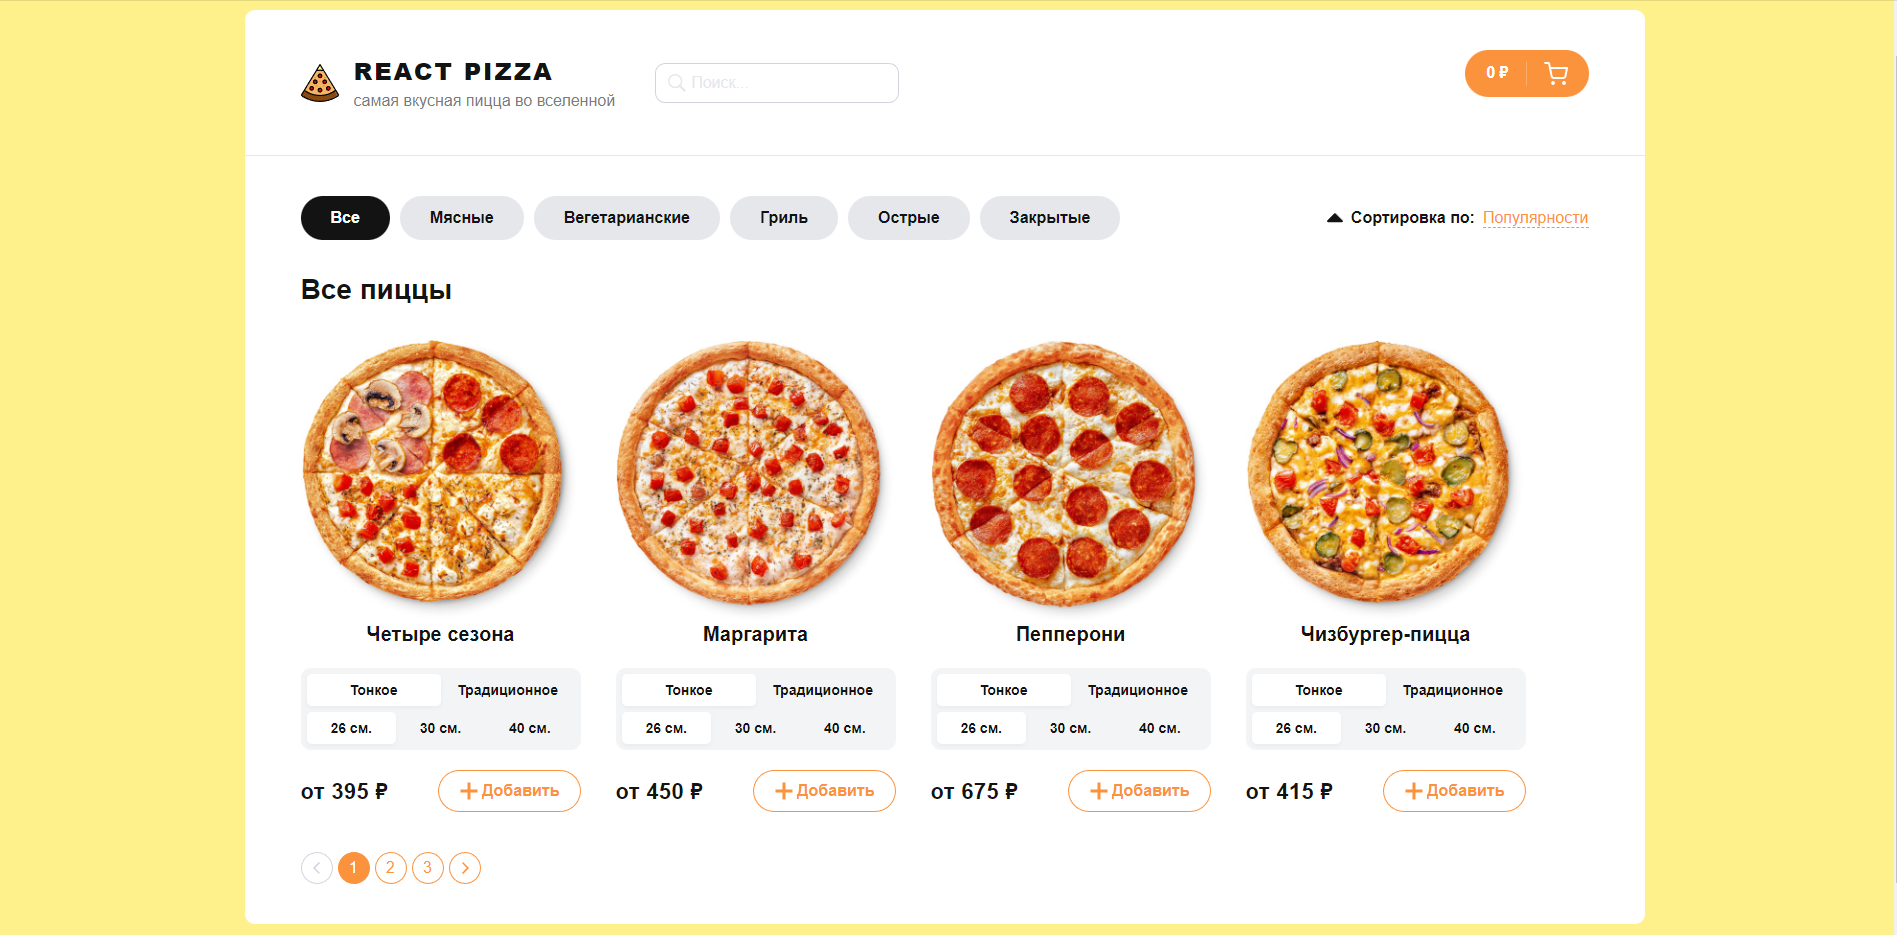 REACT PIZZA
самая вкусная пицца во вселенной
Поиск...
0 ₽
Все Мясные Вегетарианские Гриль Острые Закрытые
Сортировка по: Популярности
Все пиццы
Четыре сезона
Тонкое Традиционное
26 см. 30 см. 40 см.
от 395 ₽ Добавить
Маргарита
Тонкое Традиционное
26 см. 30 см. 40 см.
от 450 ₽ Добавить
Пепперони
Тонкое Традиционное
26 см. 30 см. 40 см.
от 675 ₽ Добавить
Чизбургер-пицца
Тонкое Традиционное
26 см. 30 см. 40 см.
от 415 ₽ Добавить
1 2 3